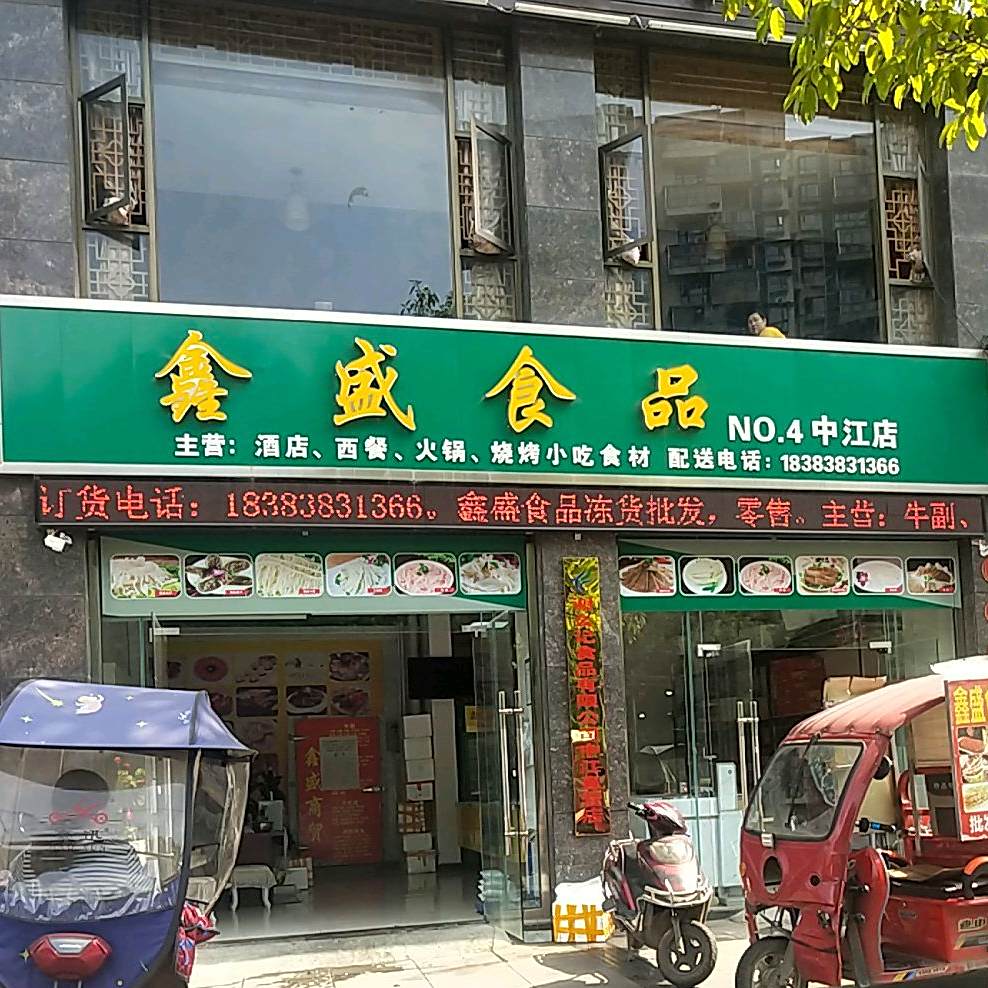 鑫盛食品
NO.4 中江店
主营：酒店、西餐、火锅、烧烤小吃食材 配送电话：18383831366
订货电话：18383831366。鑫盛食品冻货批发，零售。主营：牛副、
鑫盛商贸
鑫盛
批发